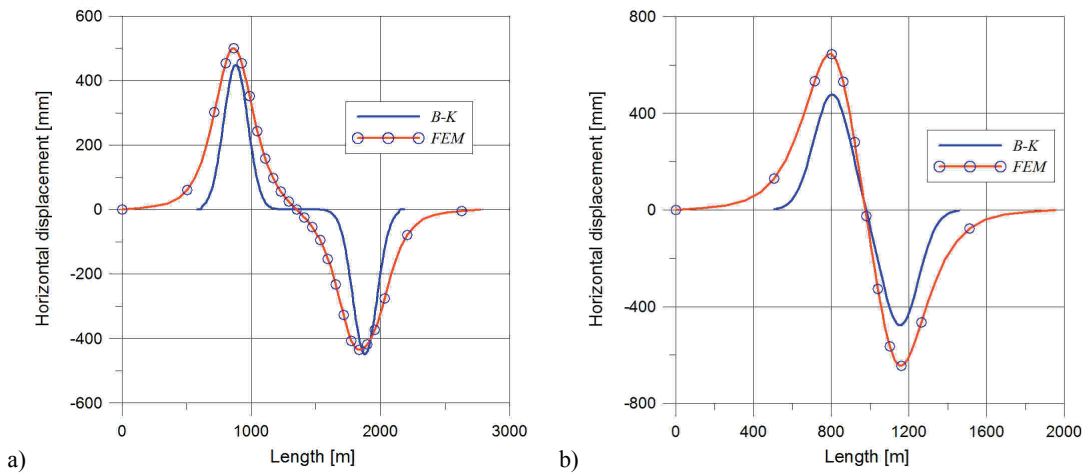 600
400
200
0
-200
-400
-600
Horizontal displacement [mm]
B-K
FEM
0
1000
2000
3000
Length [m]
a)
800
400
0
-400
-800
Horizontal displacement [mm]
B-K
FEM
0
400
800
1200
1600
2000
Length [m]
b)